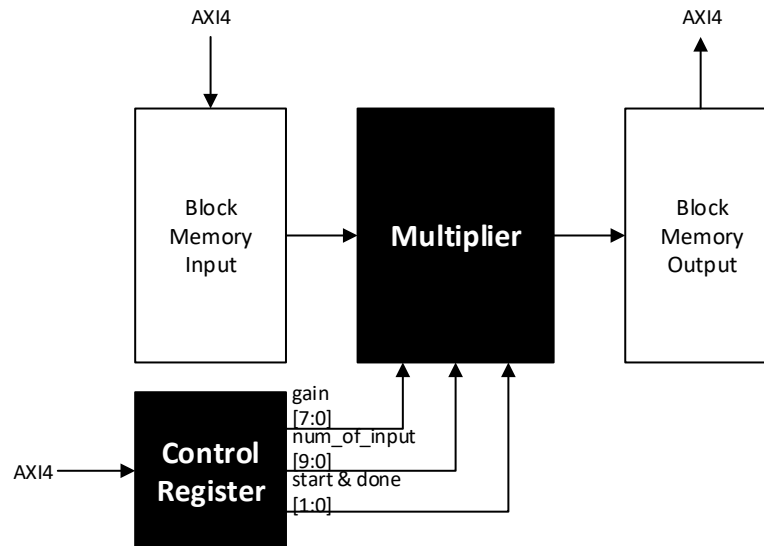 AXI4
AXI4
Block
Memory
Input
Multiplier
Block
Memory
Output
gain
[7:0]
num_of_input
[9:0]
start & done
[1:0]
AXI4
Control
Register